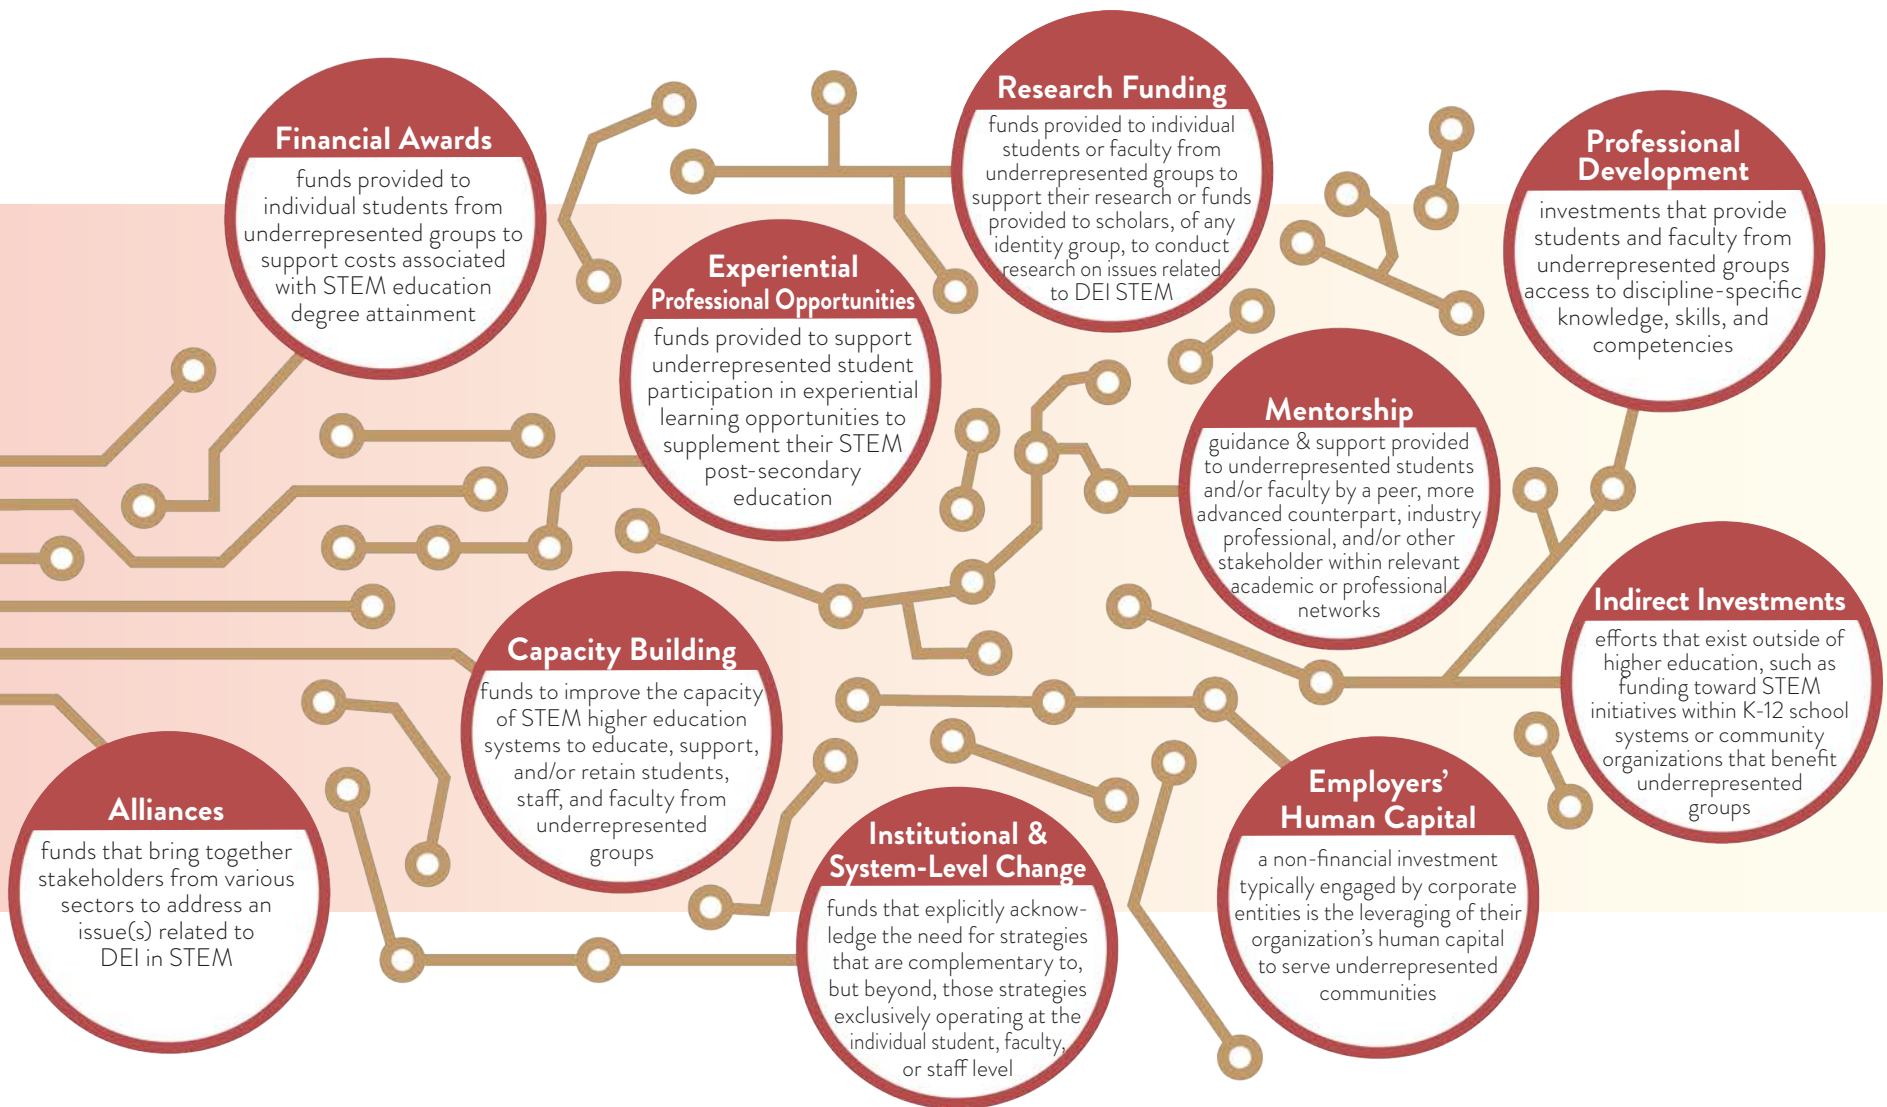 Financial Awards
funds provided to
individual students from
underrepresented groups to
support costs associated
with STEM education
degree attainment
Experiential
Professional Opportunities
funds provided to support
underrepresented student
participation in experiential
learning opportunities to
supplement their STEM
post-secondary
education
Research Funding
funds provided to individual
students or faculty from
underrepresented groups to
support their research or funds
provided to scholars, of any
identity group, to conduct
research on issues related
to DEI STEM
Professional
Development
investments that provide
students and faculty from
underrepresented groups
access to discipline-specific
knowledge, skills, and
competencies
Mentorship
guidance & support provided
to underrepresented students
and/or faculty by a peer, more
advanced counterpart, industry
professional, and/or other
stakeholder within relevant
academic or professional
networks
Indirect Investments
efforts that exist outside of
higher education, such as
funding toward STEM
initiatives within K-12 school
systems or community
organizations that benefit
underrepresented
groups
Capacity Building
funds to improve the capacity
of STEM higher education
systems to educate, support,
and/or retain students,
staff, and faculty from
underrepresented
groups
Alliances
funds that bring together
stakeholders from various
sectors to address an
issue(s) related to
DEI in STEM
Institutional &
System-Level Change
funds that explicitly acknow-
ledge the need for strategies
that are complementary to,
but beyond, those strategies
exclusively operating at the
individual student, faculty,
or staff level
Employers'
Human Capital
a non-financial investment
typically engaged by corporate
entities is the leveraging of their
organization's human capital
to serve underrepresented
communities